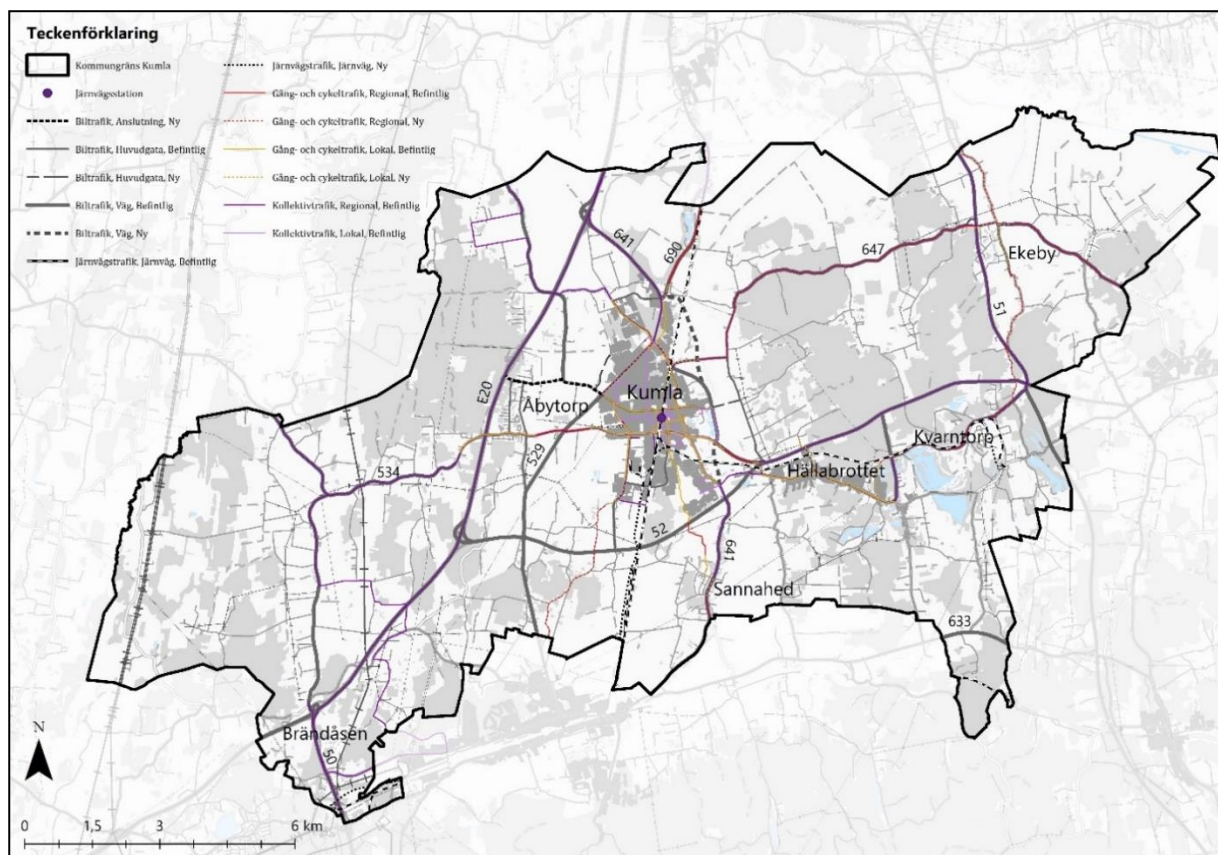 Teckenförklaring
Kommungräns Kumla
Järnvägsstation
Biltrafik, Anslutning, Ny
Biltrafik, Huvudgata, Befintlig
Biltrafik, Huvudgata, Ny
Biltrafik, Väg, Befintlig
Biltrafik, Väg, Ny
Järnvägstrafik, Järnväg, Befintlig
Järnvägstrafik, Järnväg, Ny
Gång- och cykeltrafik, Regional, Befintlig
Gång- och cykeltrafik, Regional, Ny
Gång- och cykeltrafik, Lokal, Befintlig
Gång- och cykeltrafik, Lokal, Ny
Kollektivtrafik, Regional, Befintlig
Kollektivtrafik, Lokal, Befintlig
641
690
647
Ekeby
51
E20
Åbytorp
Kumla
529
534
Hällabrottet
Kvarntorp
52
641
Sannahed
633
Brändåsen
50
N
0 1,5 3 6 km